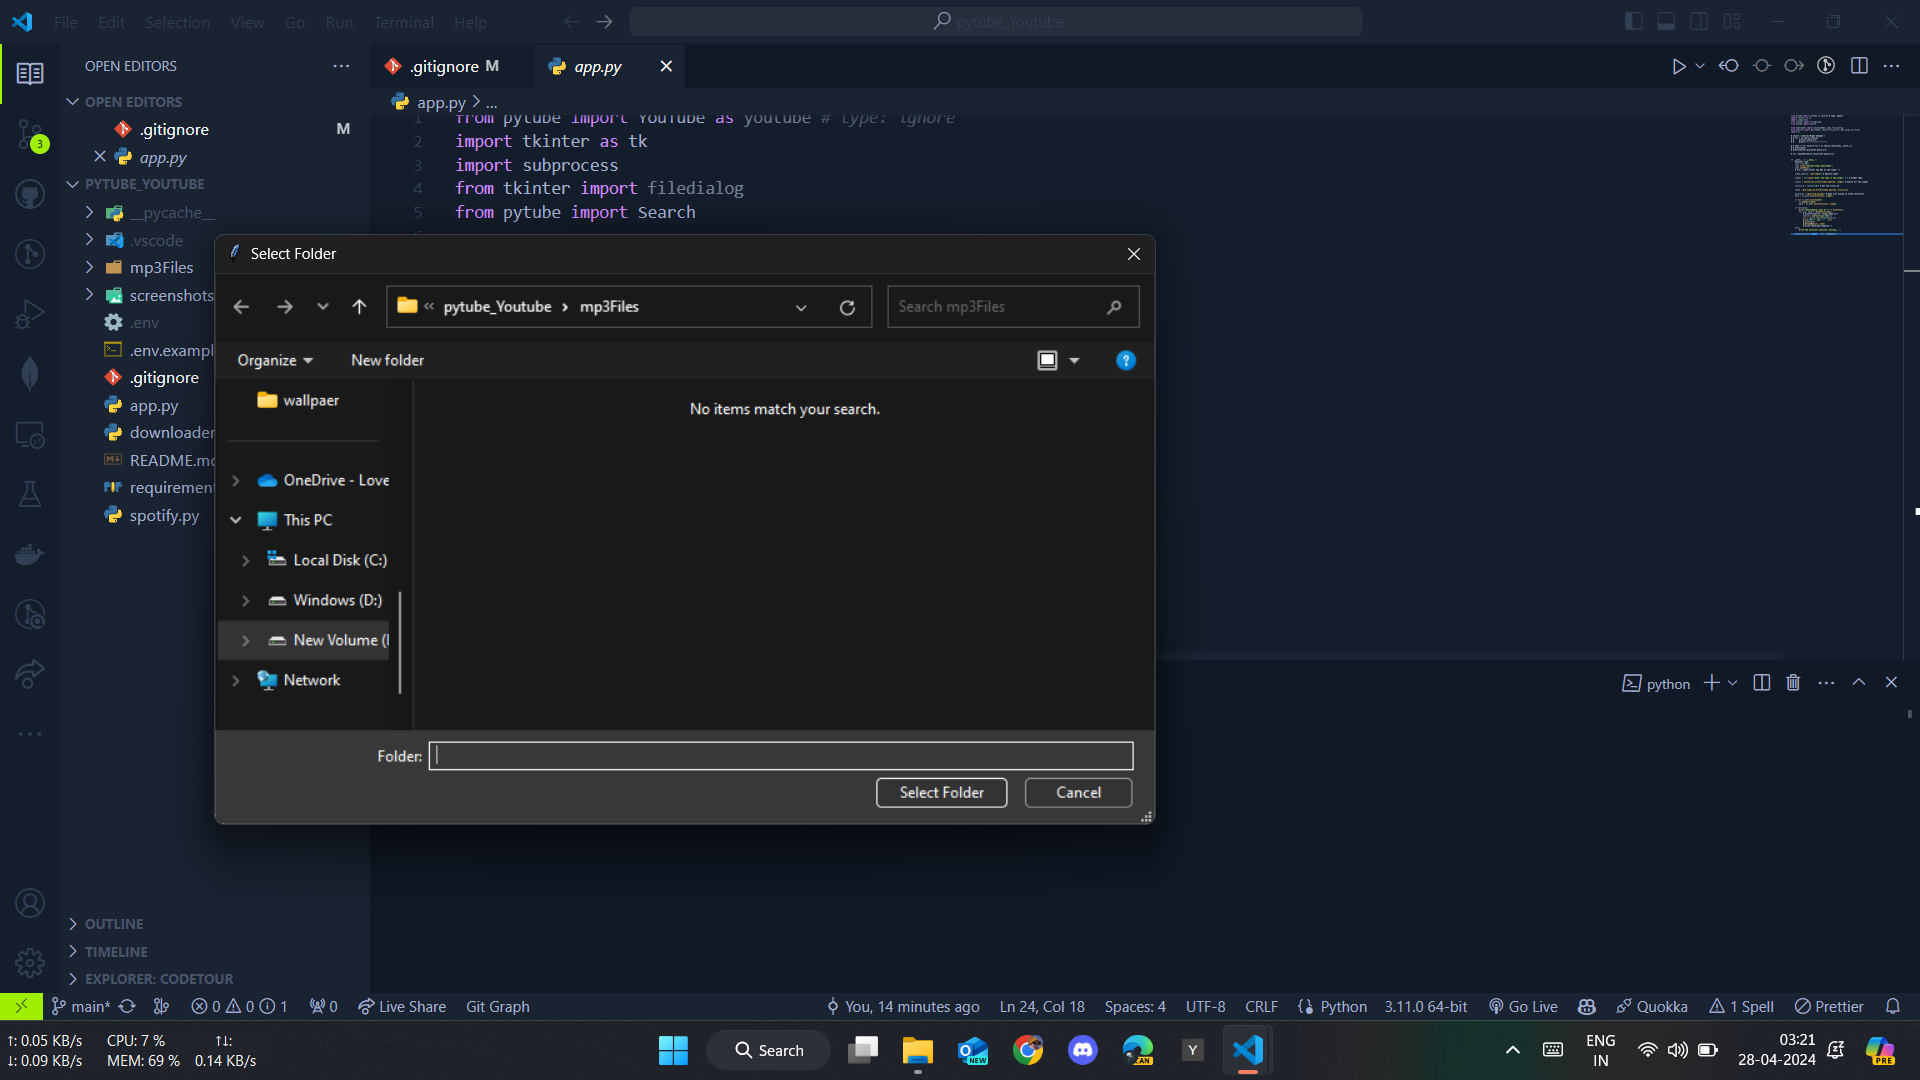 File Edit Selection View Go Run Terminal Help
pytube_Youtube
OPEN EDITORS
.gitignore M
app.py
app.py > ...
OPEN EDITORS
.gitignore M
app.py
PYTUBE_YOUTUBE
__pycache__
.vscode
mp3Files
screenshots
.env
.env.exampl
.gitignore
app.py
downloader
README.md
requirement
spotify.py
OUTLINE
TIMELINE
EXPLORER: CODETOUR
3
1 from pytube import YouTube as youtube # type: ignore
2 import tkinter as tk
3 import subprocess
4 from tkinter import filedialog
5 from pytube import Search
Select Folder
« pytube_Youtube › mp3Files
Search mp3Files
Organize New folder
?
wallpaer
OneDrive - Love
This PC
Local Disk (C:)
Windows (D:)
New Volume (
Network
No items match your search.
Folder:
Select Folder Cancel
python
main* 0 0 1 0 Live Share Git Graph You, 14 minutes ago Ln 24, Col 18 Spaces: 4 UTF-8 CRLF Python 3.11.0 64-bit Go Live Quokka 1 Spell Prettier
↑: 0.05 KB/s CPU: 7 % ↑↓:
↓: 0.09 KB/s MEM: 69 % 0.14 KB/s
Search
NEW
CAN
Y
ENG
IN
03:21
28-04-2024
PRE